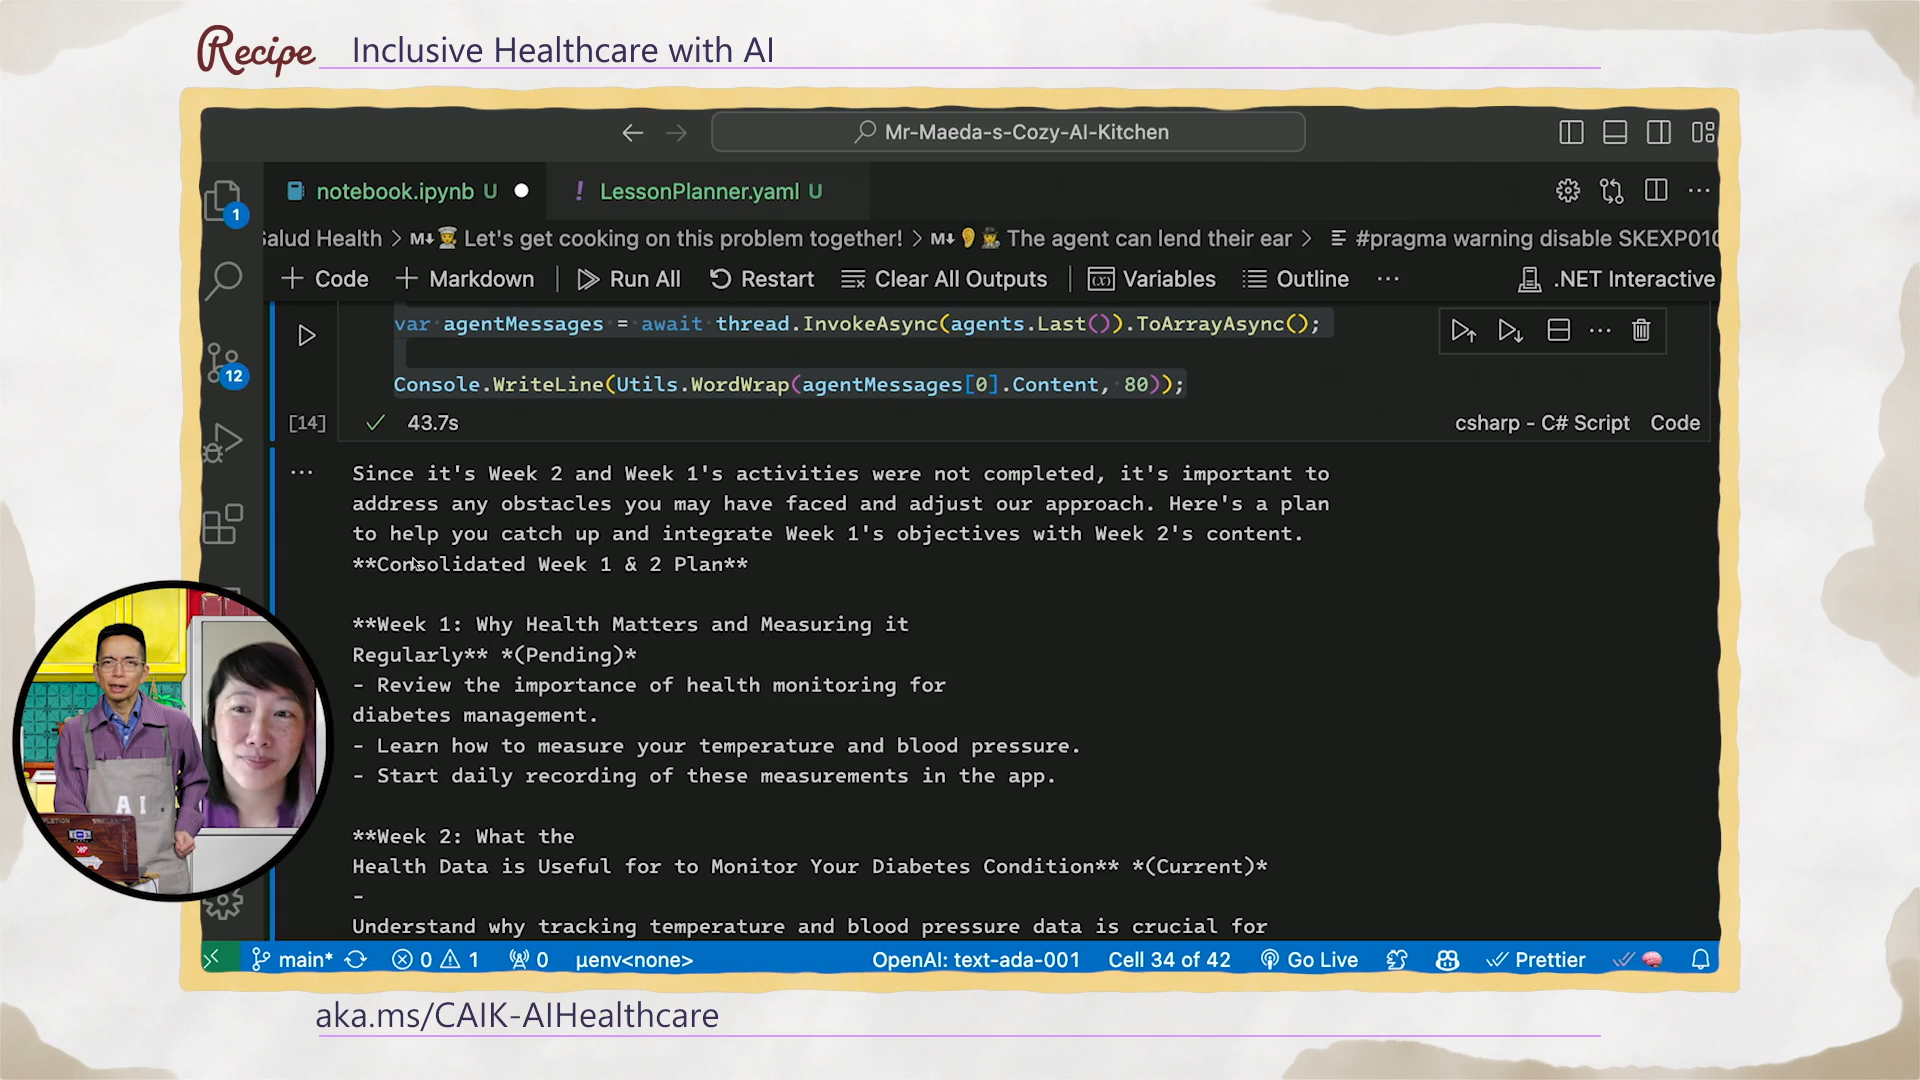 Recipe Inclusive Healthcare with AI
Mr-Maeda-s-Cozy-AI-Kitchen
notebook.ipynb U
! LessonPlanner.yaml U
1
alud Health > M↓ Let's get cooking on this problem together! > M↓ The agent can lend their ear > #pragma warning disable SKEXP010
+ Code + Markdown Run All Restart Clear All Outputs Variables Outline ... .NET Interactive
var agentMessages = await thread.InvokeAsync(agents.Last()).ToArrayAsync();
Console.WriteLine(Utils.WordWrap(agentMessages[0].Content, 80));
12
[14] 43.7s csharp - C# Script Code
Since it's Week 2 and Week 1's activities were not completed, it's important to
address any obstacles you may have faced and adjust our approach. Here's a plan
to help you catch up and integrate Week 1's objectives with Week 2's content.
**Consolidated Week 1 & 2 Plan**
**Week 1: Why Health Matters and Measuring it
Regularly** *(Pending)*
- Review the importance of health monitoring for
diabetes management.
- Learn how to measure your temperature and blood pressure.
- Start daily recording of these measurements in the app.
AI
**Week 2: What the
Health Data is Useful for to Monitor Your Diabetes Condition** *(Current)*
-
Understand why tracking temperature and blood pressure data is crucial for
main* 0 1 0 µenv<none> OpenAI: text-ada-001 Cell 34 of 42 Go Live Prettier
aka.ms/CAIK-AIHealthcare